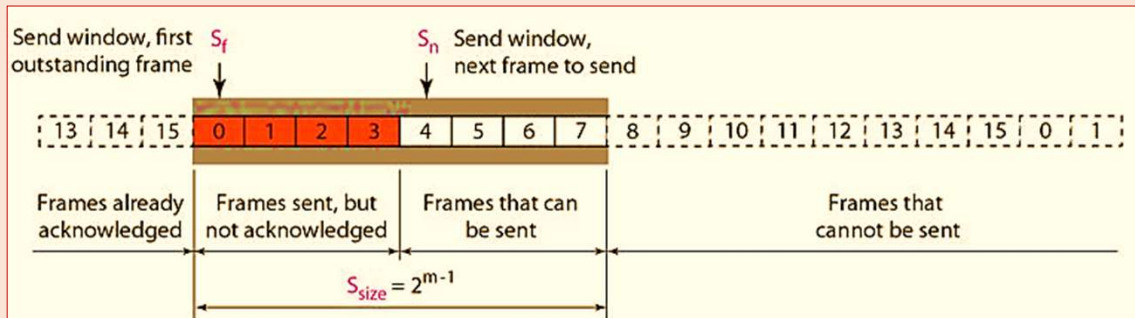 Send window, first
outstanding frame
Sf
Sn
Send window,
next frame to send
13 14 15 0 1 2 3 4 5 6 7 8 9 10 11 12 13 14 15 0 1
Frames already
acknowledged
Frames sent, but
not acknowledged
Frames that can
be sent
Frames that
cannot be sent
Ssize = 2^m-1